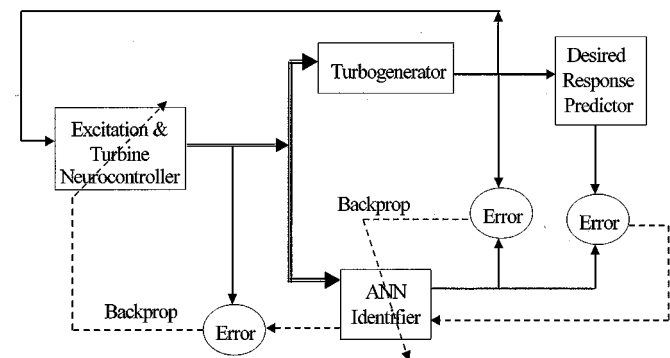 Turbogenerator
Desired
Response
Predictor
Excitation &
Turbine
Neurocontroller
Backprop
Error
Error
ANN
Identifier
Backprop
Error